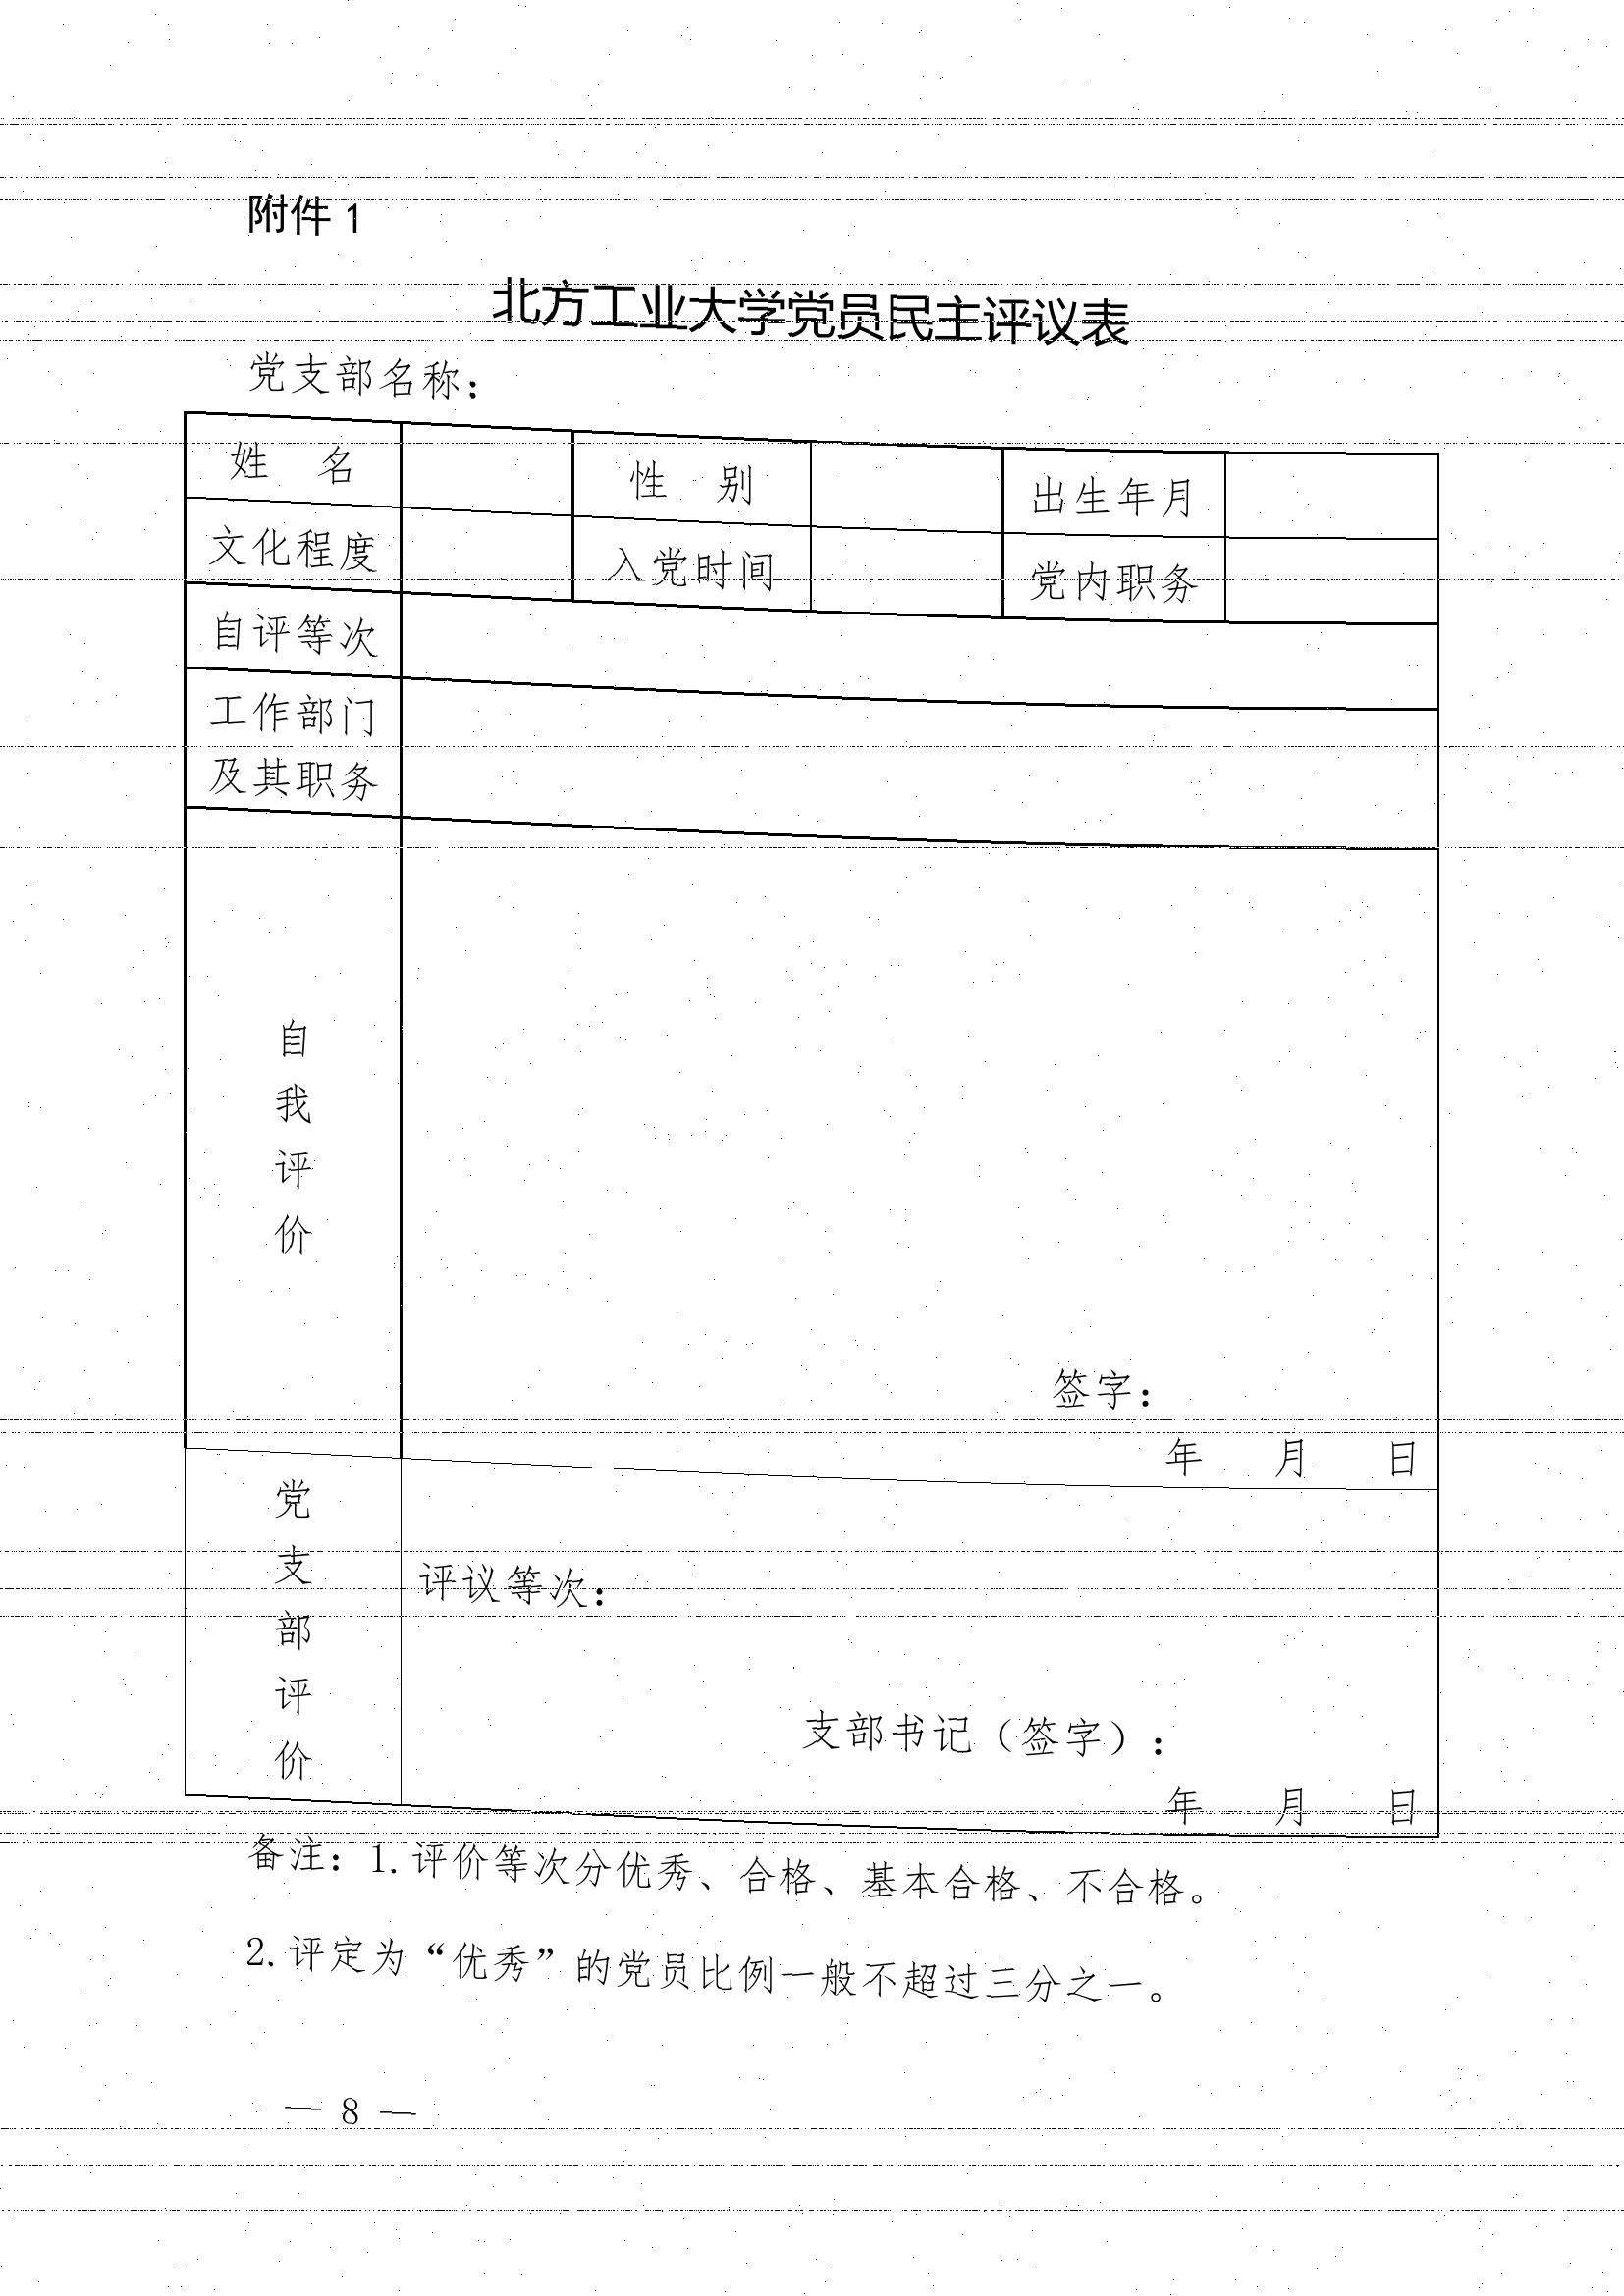 附件 1
北方工业大学党员民主评议表
党支部名称：
姓　名　性　别　出生年月
文化程度　入党时间　党内职务
自评等次
工作部门
及其职务
自
我
评
价
签字：
年　月　日
党
支
部
评
价
评议等次：
支部书记（签字）：
年　月　日
备注：1.评价等次分优秀、合格、基本合格、不合格。
2.评定为“优秀”的党员比例一般不超过三分之一。
— 8 —